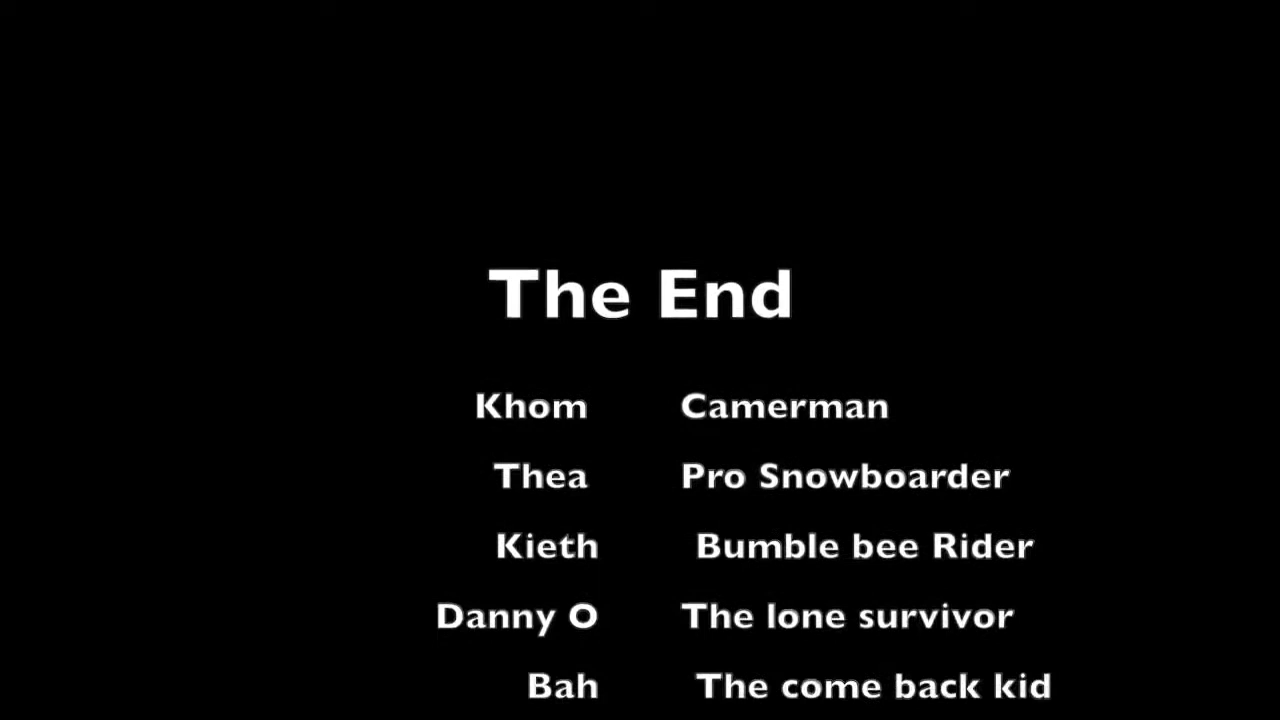 The End
Khom Camerman
Thea Pro Snowboarder
Kieth Bumble bee Rider
Danny O The lone survivor
Bah The come back kid